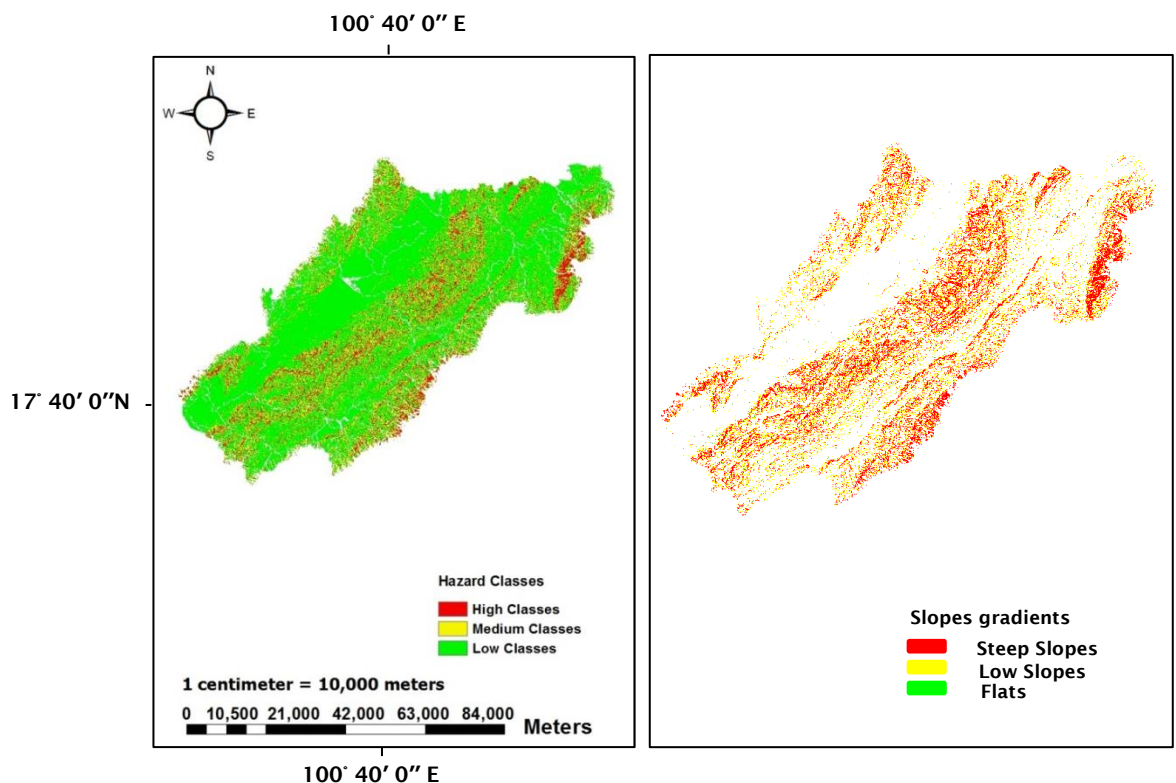 100° 40' 0'' E
N
W E
S
17° 40' 0''N
Hazard Classes
High Classes
Medium Classes
Low Classes
1 centimeter = 10,000 meters
0 10,500 21,000 42,000 63,000 84,000 Meters
100° 40' 0'' E
Slopes gradients
Steep Slopes
Low Slopes
Flats